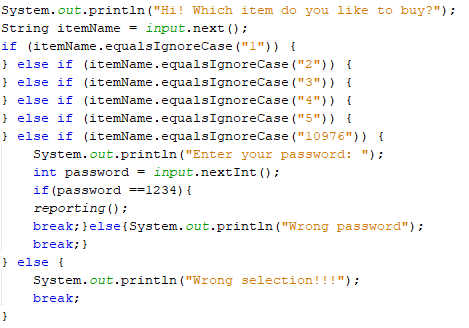 System.out.println("Hi! Which item do you like to buy?");
String itemName = input.next();
if (itemName.equalsIgnoreCase("1")) {
} else if (itemName.equalsIgnoreCase("2")) {
} else if (itemName.equalsIgnoreCase("3")) {
} else if (itemName.equalsIgnoreCase("4")) {
} else if (itemName.equalsIgnoreCase("5")) {
} else if (itemName.equalsIgnoreCase("10976")) {
    System.out.println("Enter your password: ");
    int password = input.nextInt();
    if(password ==1234){
    reporting();
    break;}else{System.out.println("Wrong password");
    break;}
} else {
    System.out.println("Wrong selection!!!");
    break;
}